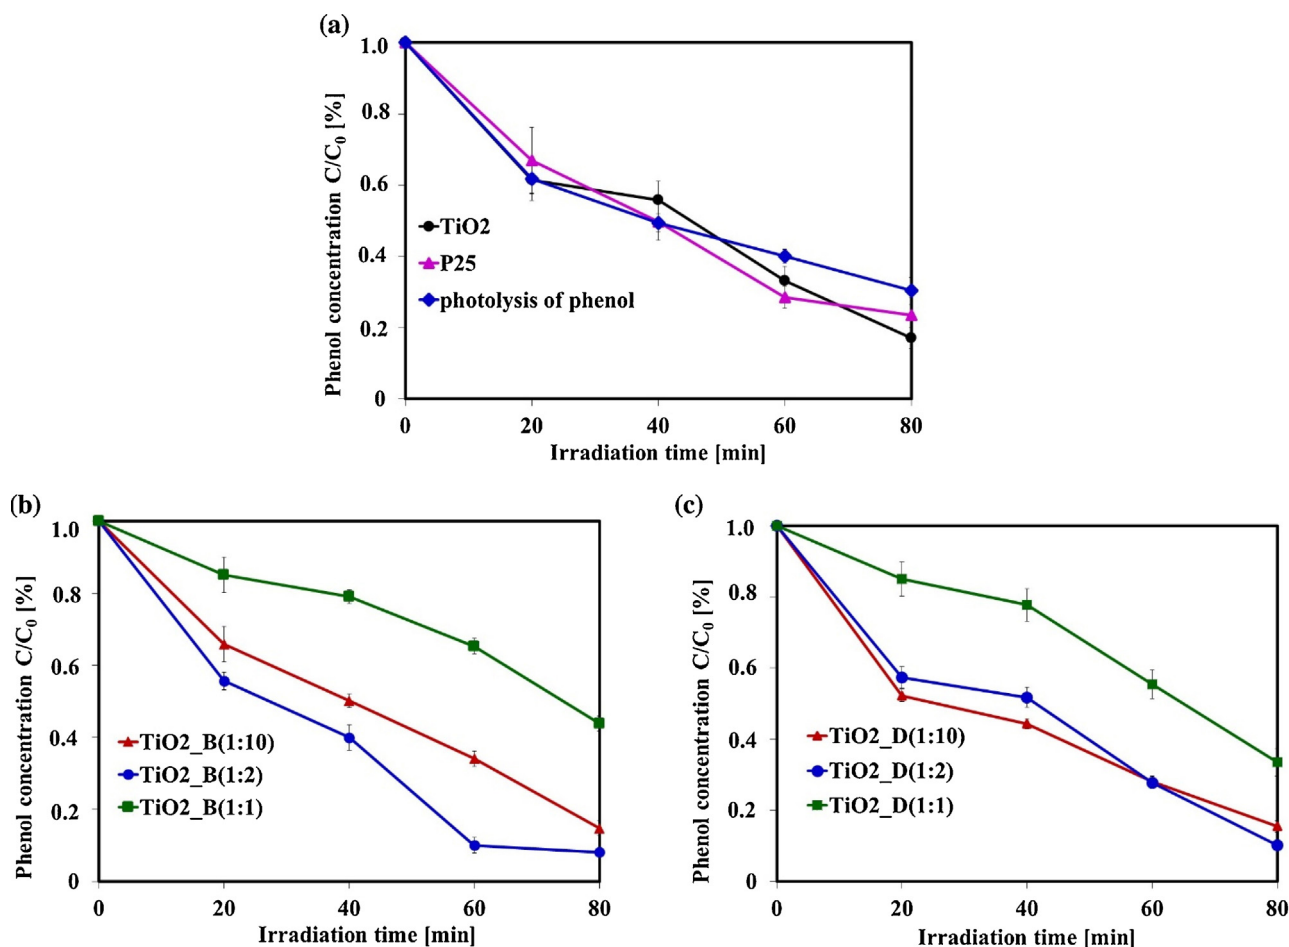 (a)
Phenol concentration C/C0 [%]
1.0
0.8
0.6
0.4
0.2
0
TiO2
P25
photolysis of phenol
0 20 40 60 80
Irradiation time [min]
(b)
Phenol concentration C/C0 [%]
1.0
0.8
0.6
0.4
0.2
0
TiO2_B(1:10)
TiO2_B(1:2)
TiO2_B(1:1)
0 20 40 60 80
Irradiation time [min]
(c)
Phenol concentration C/C0 [%]
1.0
0.8
0.6
0.4
0.2
0
TiO2_D(1:10)
TiO2_D(1:2)
TiO2_D(1:1)
0 20 40 60 80
Irradiation time [min]